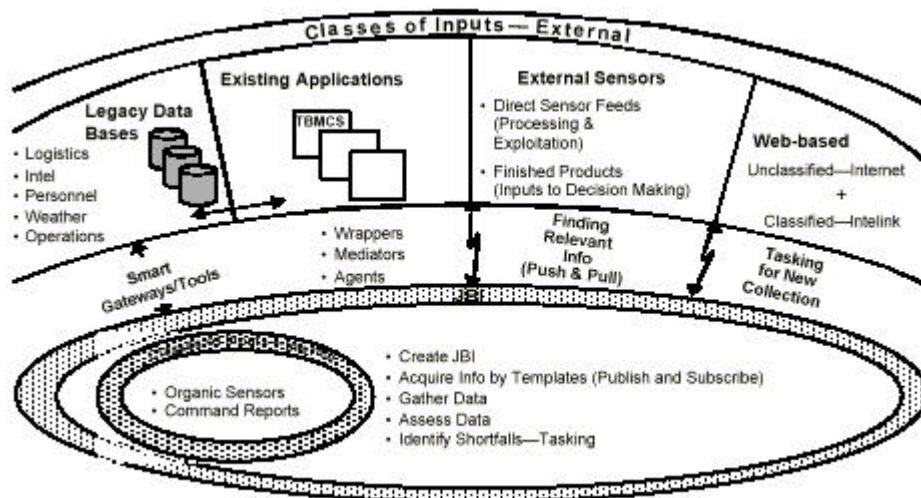 Classes of Inputs—External
Legacy Data
Bases
• Logistics
• Intel
• Personnel
• Weather
• Operations
Existing Applications
TBMCS
External Sensors
• Direct Sensor Feeds
(Processing &
Exploitation)
• Finished Products
(Inputs to Decision Making)
Web-based
Unclassified—Internet
+
Classified—Intelink
Smart
Gateways/Tools
• Wrappers
• Mediators
• Agents
Finding
Relevant
Info
(Push & Pull)
Tasking
for New
Collection
JBI
• Organic Sensors
• Command Reports
• Create JBI
• Acquire Info by Templates (Publish and Subscribe)
• Gather Data
• Assess Data
• Identify Shortfalls—Tasking